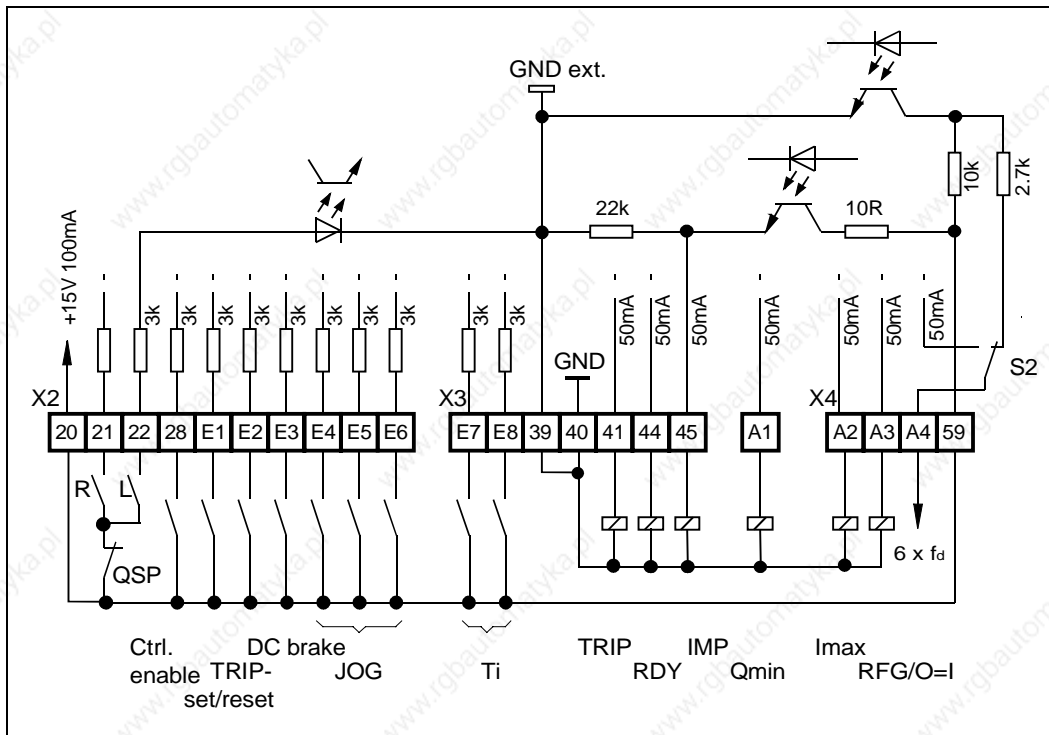 GND ext.
10k
2.7k
22k
10R
+15V 100mA
3k
3k
3k
3k
3k
3k
3k
3k
3k
3k
50mA
50mA
50mA
50mA
50mA
50mA
50mA
GND
S2
X2
X3
X4
20 21 22 28 E1 E2 E3 E4 E5 E6
E7 E8 39 40 41 44 45
A1
A2 A3 A4 59
R
L
QSP
6 x fd
Ctrl.
enable
TRIP-
set/reset
DC brake
JOG
Ti
TRIP
RDY
IMP
Qmin
Imax
RFG/O=I
www.rgbautomatyka.pl